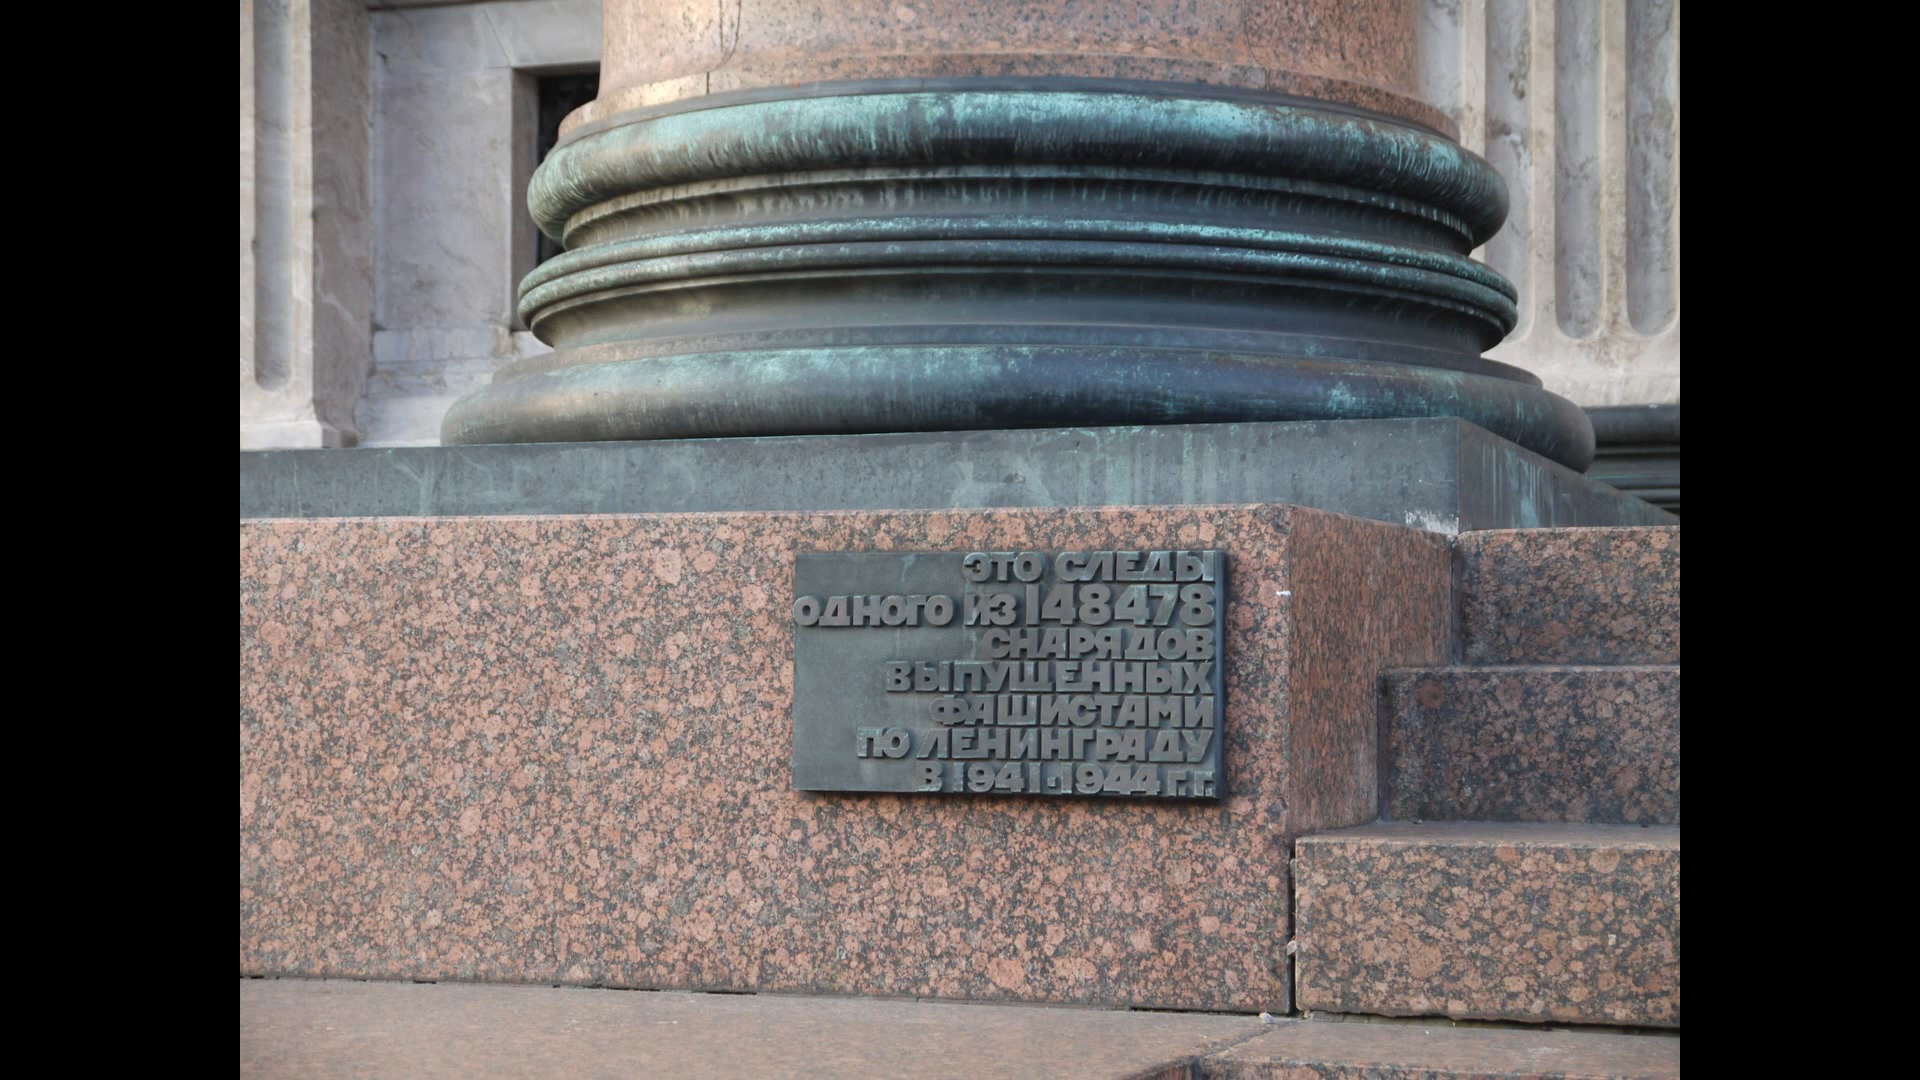 ЭТО СЛЕДЫ
ОДНОГО ИЗ 148478
СНАРЯДОВ
ВЫПУЩЕННЫХ
ФАШИСТАМИ
ПО ЛЕНИНГРАДУ
В 1941-1944 Г.Г.